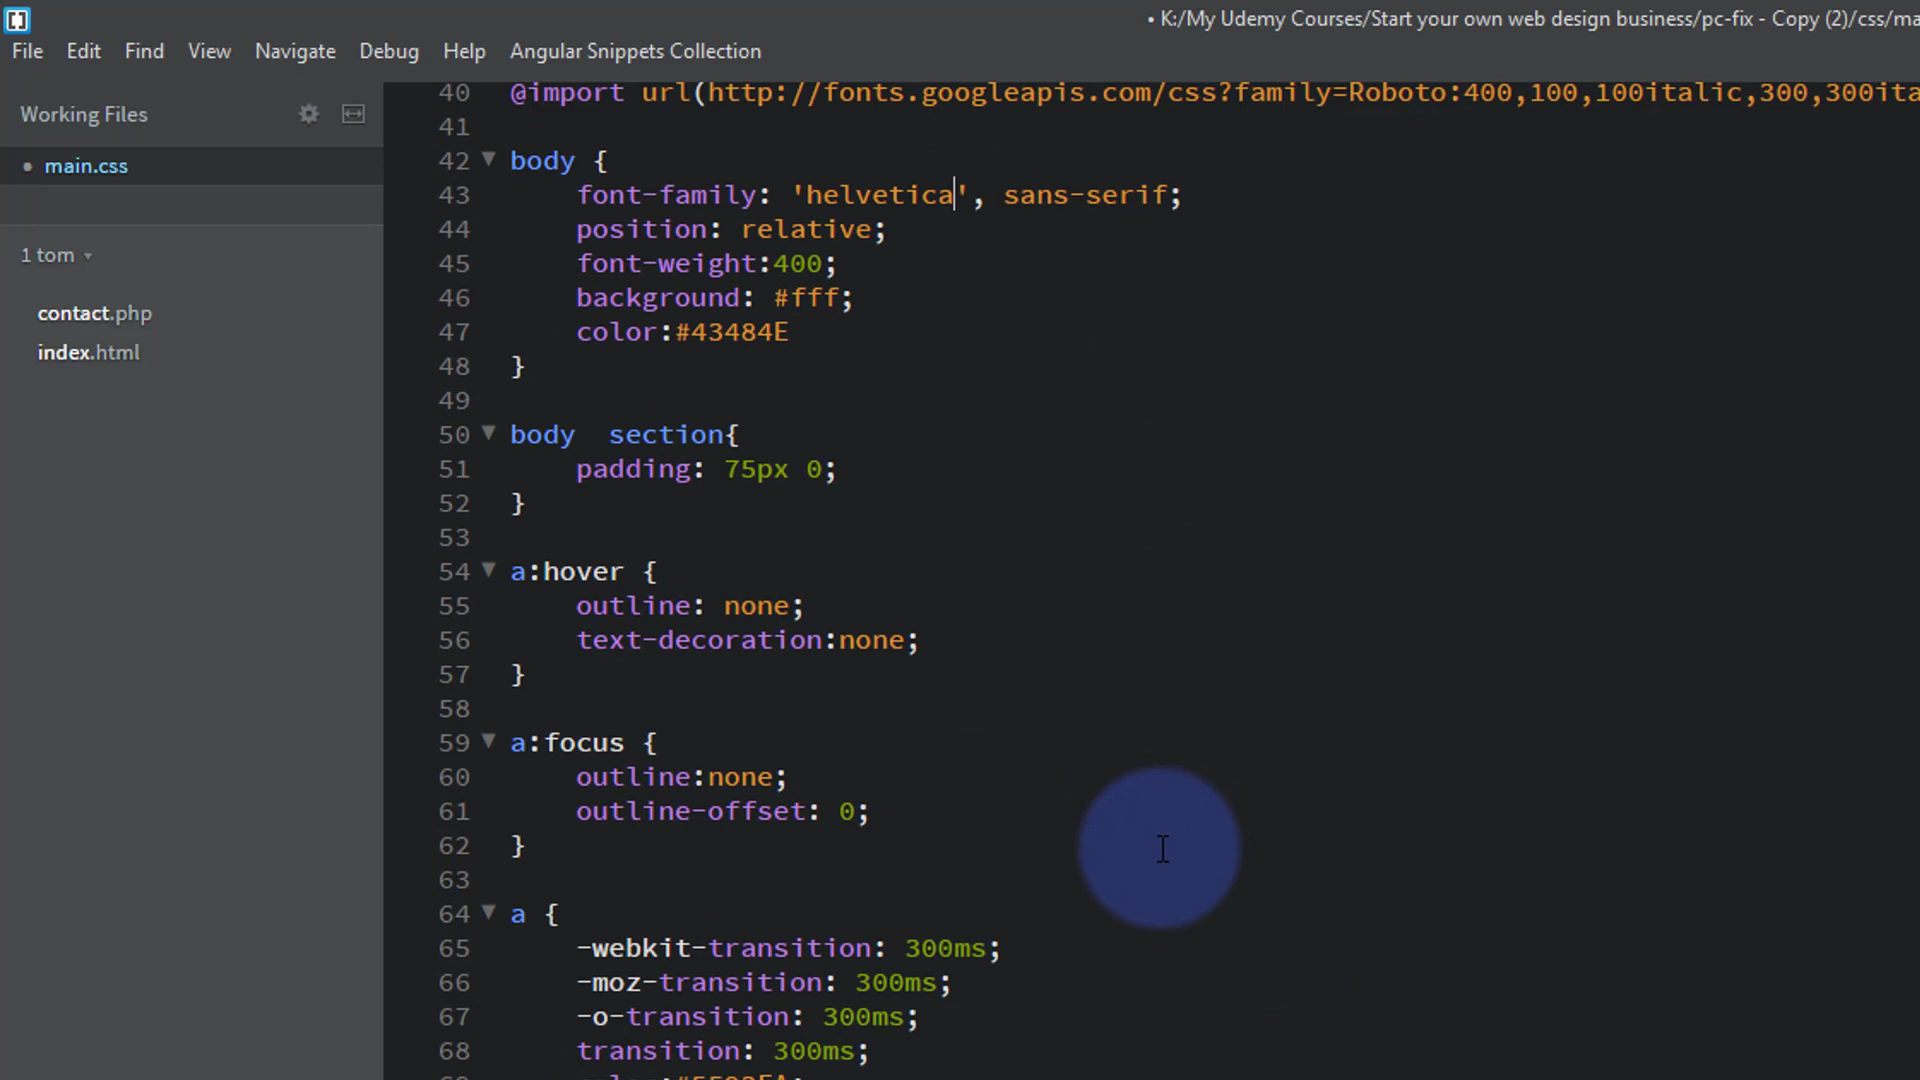 • K:/My Udemy Courses/Start your own web design business/pc-fix - Copy (2)/css/ma
File Edit Find View Navigate Debug Help Angular Snippets Collection
Working Files
• main.css
1 tom
contact.php
index.html
40 @import url(http://fonts.googleapis.com/css?family=Roboto:400,100,100italic,300,300ita
41
42 body {
43 font-family: 'helvetica', sans-serif;
44 position: relative;
45 font-weight:400;
46 background: #fff;
47 color:#43484E
48 }
49
50 body  section{
51 padding: 75px 0;
52 }
53
54 a:hover {
55 outline: none;
56 text-decoration:none;
57 }
58
59 a:focus {
60 outline:none;
61 outline-offset: 0;
62 }
63
64 a {
65 -webkit-transition: 300ms;
66 -moz-transition: 300ms;
67 -o-transition: 300ms;
68 transition: 300ms;